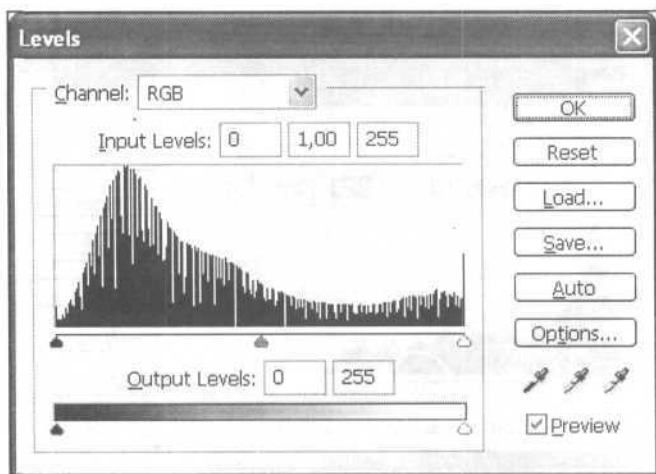 Levels
Channel: RGB
Input Levels: 0 1,00 255
Output Levels: 0 255
OK
Reset
Load...
Save...
Auto
Options...
Preview